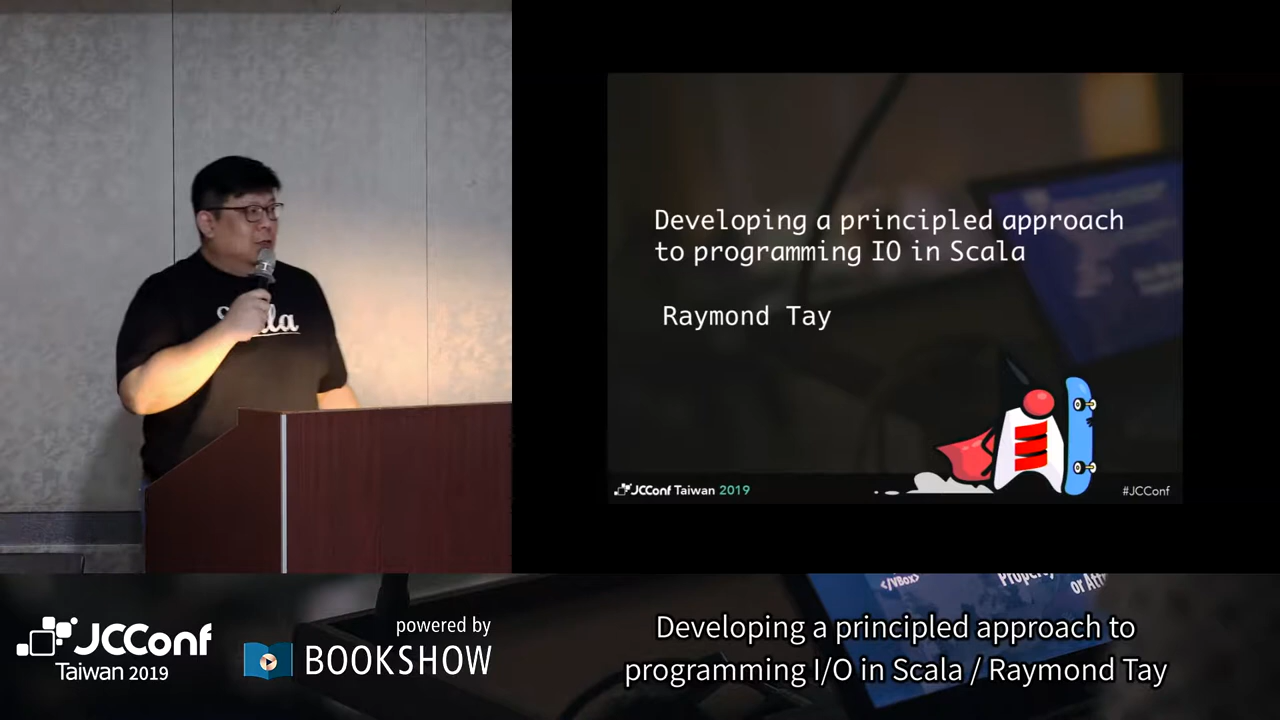 Developing a principled approach
to programming IO in Scala
Raymond Tay
JCConf Taiwan 2019
#JCConf
</VBox>
JCConf
Taiwan 2019
powered by
BOOKSHOW
Developing a principled approach to
programming I/O in Scala / Raymond Tay